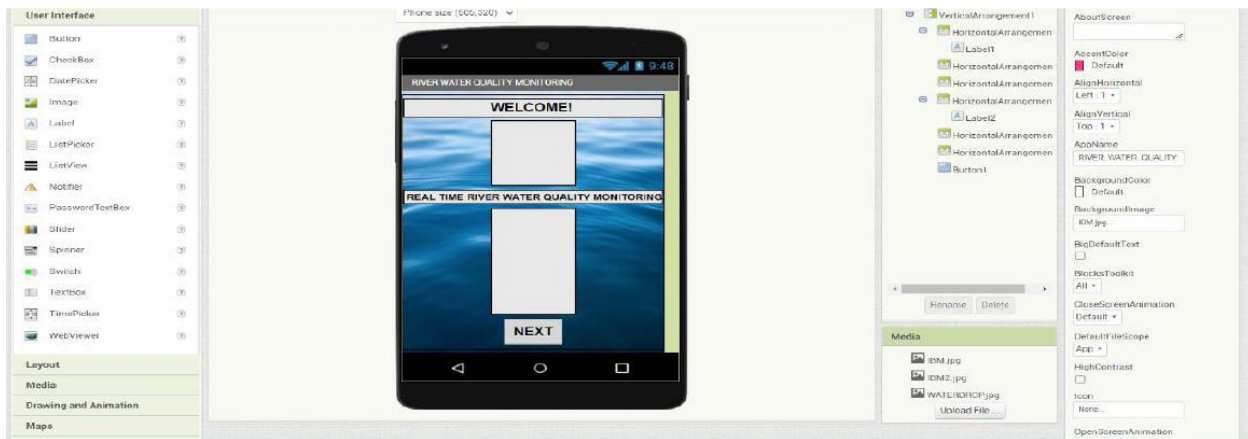 User Interface
Button
CheckBox
DatePicker
Image
Label
ListPicker
ListView
Notifier
PasswordTextBox
Slider
Spinner
Switch
TextBox
TimePicker
WebViewer
Layout
Media
Drawing and Animation
Maps
Phone size (505,320)
9:48
RIVER WATER QUALITY MONITORING
WELCOME!
REAL TIME RIVER WATER QUALITY MONITORING
NEXT
VerticalArrangement1
HorizontalArrangemen
Label1
HorizontalArrangemen
HorizontalArrangemen
HorizontalArrangemen
Label2
HorizontalArrangemen
HorizontalArrangemen
Button1
Rename Delete
Media
IBM.jpg
IBM2.jpg
WATERDROP.jpg
Upload File ...
AboutScreen
AccentColor
Default
AlignHorizontal
Left : 1
AlignVertical
Top : 1
AppName
RIVER WATER QUALITY
BackgroundColor
Default
BackgroundImage
IBM.jpg...
BigDefaultText
BlocksToolkit
All
CloseScreenAnimation
Default
DefaultFileScope
App
HighContrast
Icon
None...
OpenScreenAnimation